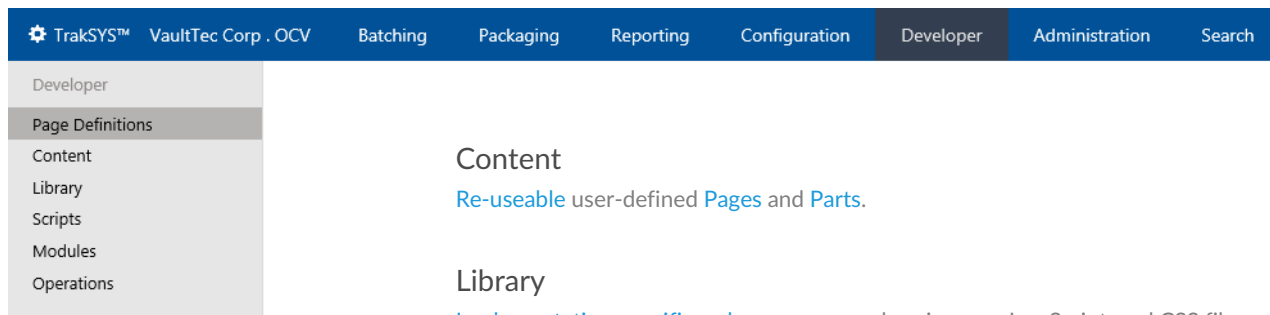 TrakSYS™ VaultTec Corp . OCV Batching Packaging Reporting Configuration Developer Administration Search
Developer
Page Definitions
Content
Library
Scripts
Modules
Operations
Content
Re-useable user-defined Pages and Parts.
Library